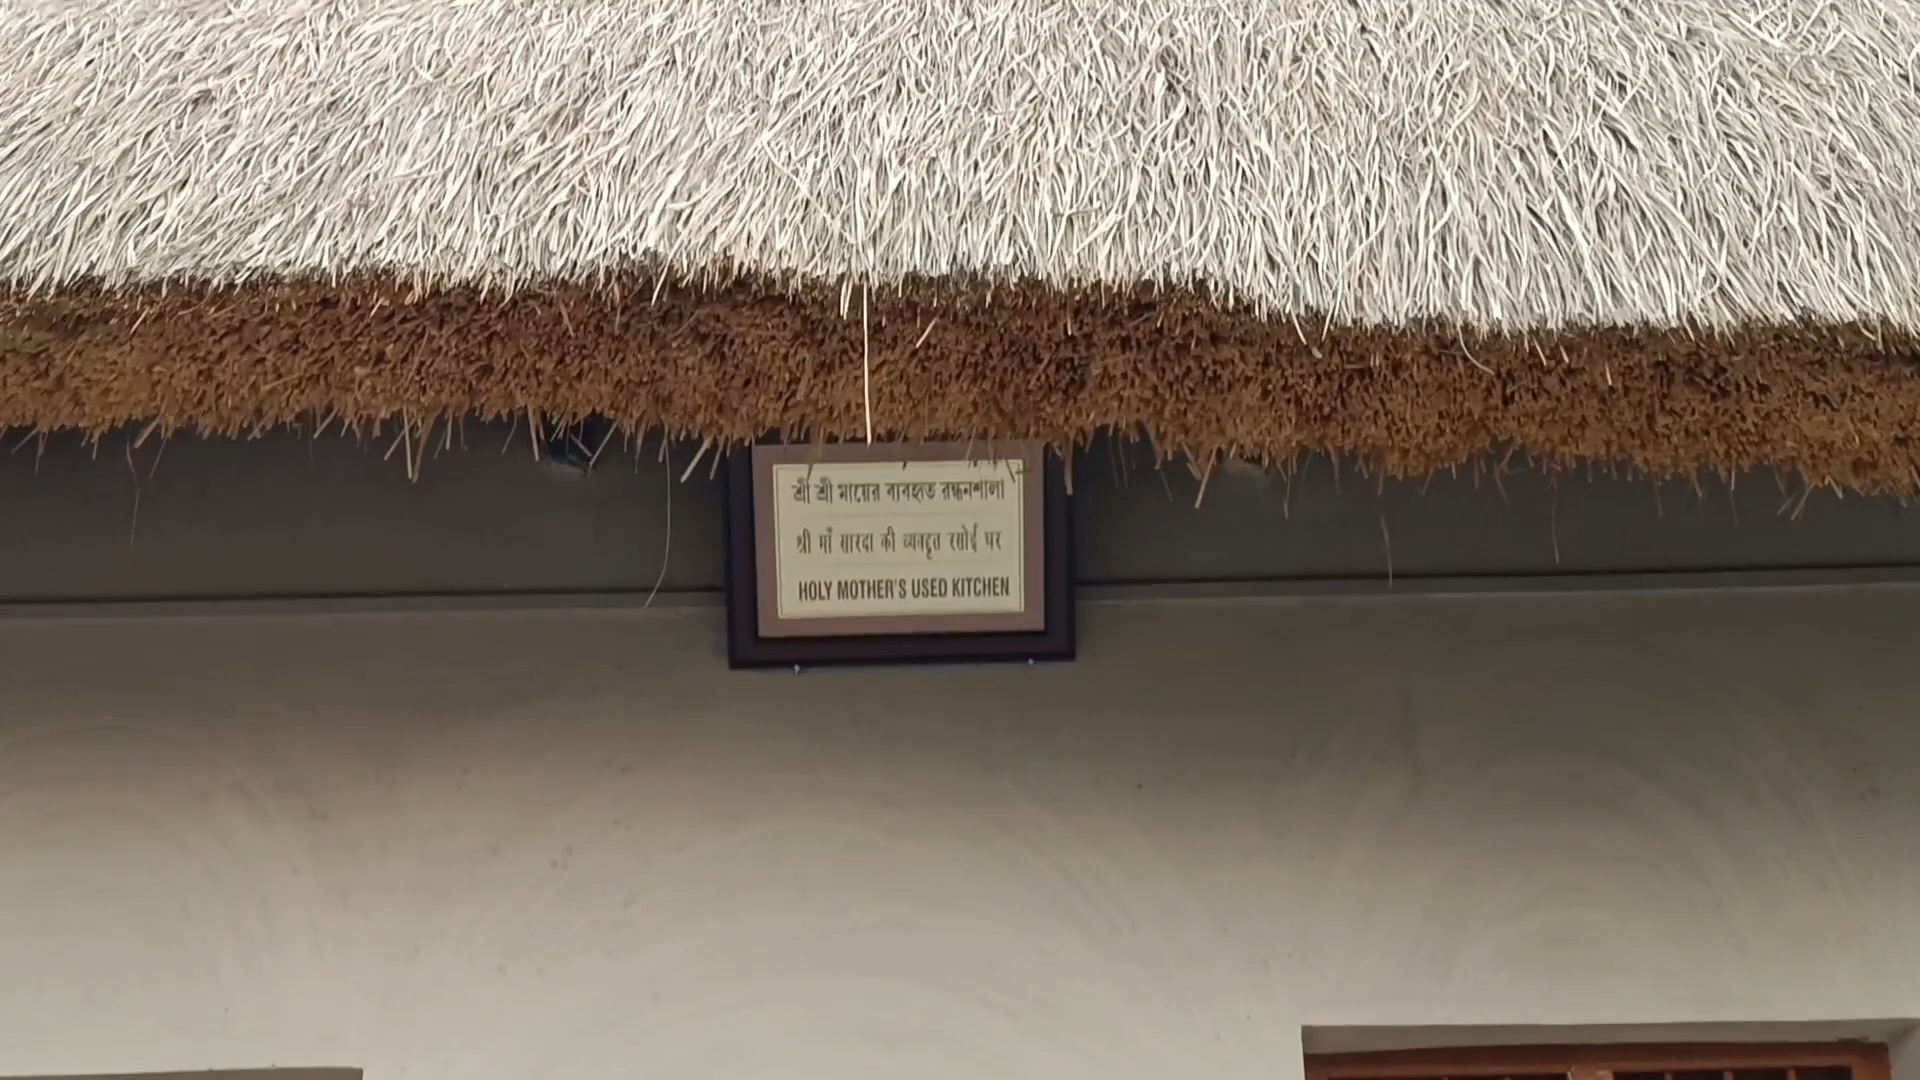 শ্রী শ্রী মায়ের ব্যবহৃত রন্ধনশালা
श्री माँ सारदा की व्यवहृत रसोई घर
HOLY MOTHER'S USED KITCHEN